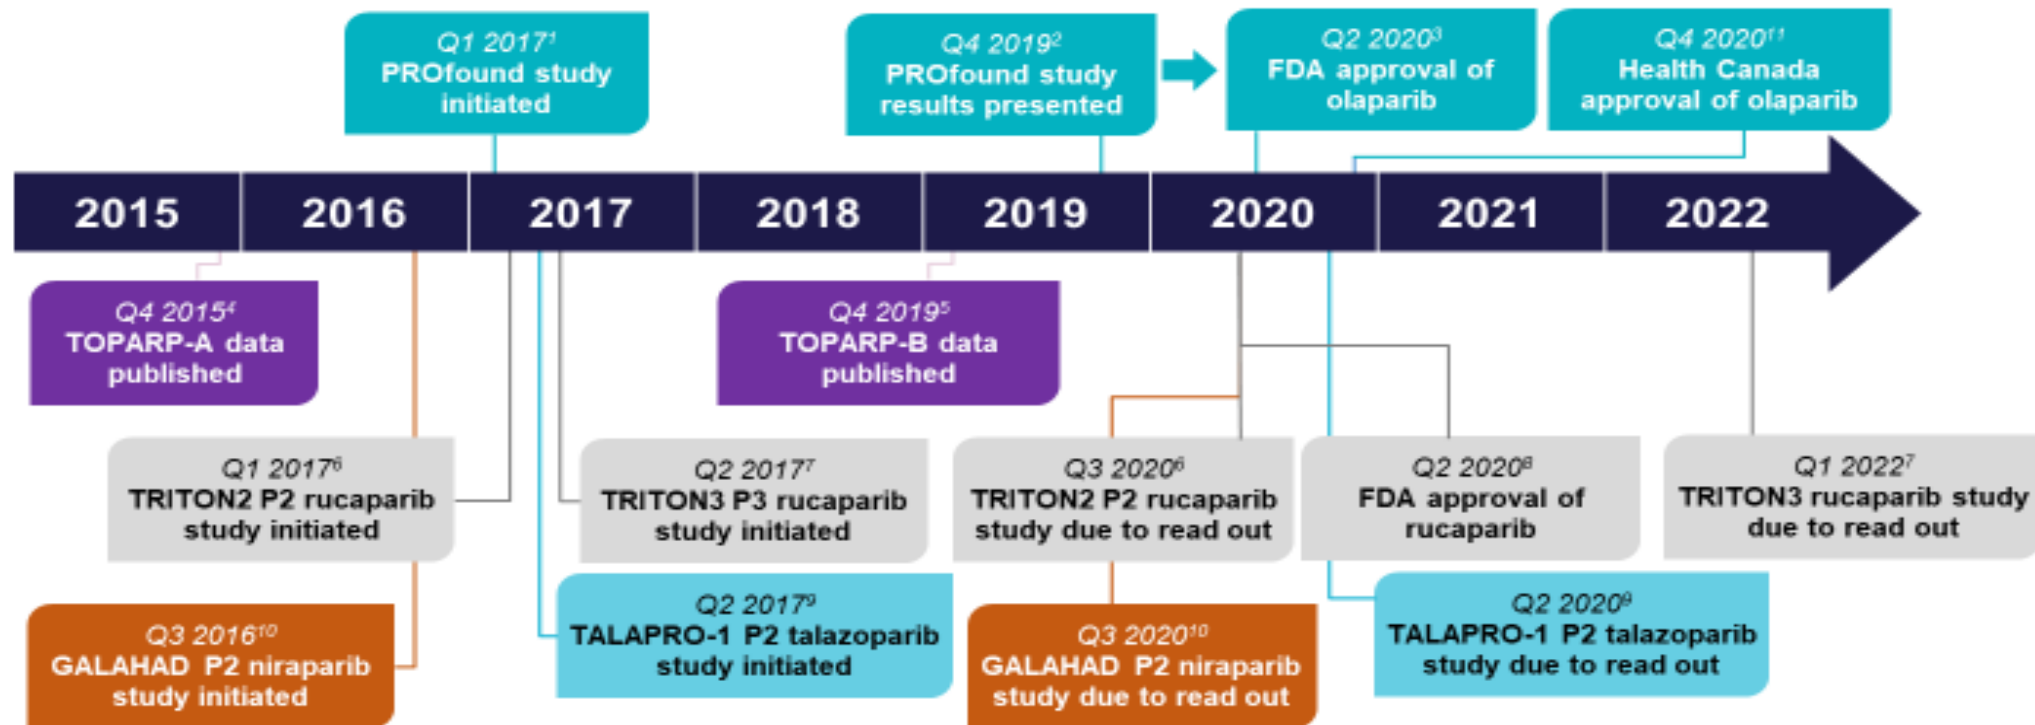 Q1 2017¹
PROfound study
initiated
Q4 2019²
PROfound study
results presented
Q2 2020³
FDA approval of
olaparib
Q4 2020¹¹
Health Canada
approval of olaparib
2015
2016
2017
2018
2019
2020
2021
2022
Q4 2015⁴
TOPARP-A data
published
Q4 2019⁵
TOPARP-B data
published
Q1 2017⁶
TRITON2 P2 rucaparib
study initiated
Q2 2017⁷
TRITON3 P3 rucaparib
study initiated
Q3 2020⁶
TRITON2 P2 rucaparib
study due to read out
Q2 2020⁸
FDA approval of
rucaparib
Q1 2022⁷
TRITON3 rucaparib study
due to read out
Q3 2016¹⁰
GALAHAD P2 niraparib
study initiated
Q2 2017⁹
TALAPRO-1 P2 talazoparib
study initiated
Q3 2020¹⁰
GALAHAD P2 niraparib
study due to read out
Q2 2020⁹
TALAPRO-1 P2 talazoparib
study due to read out